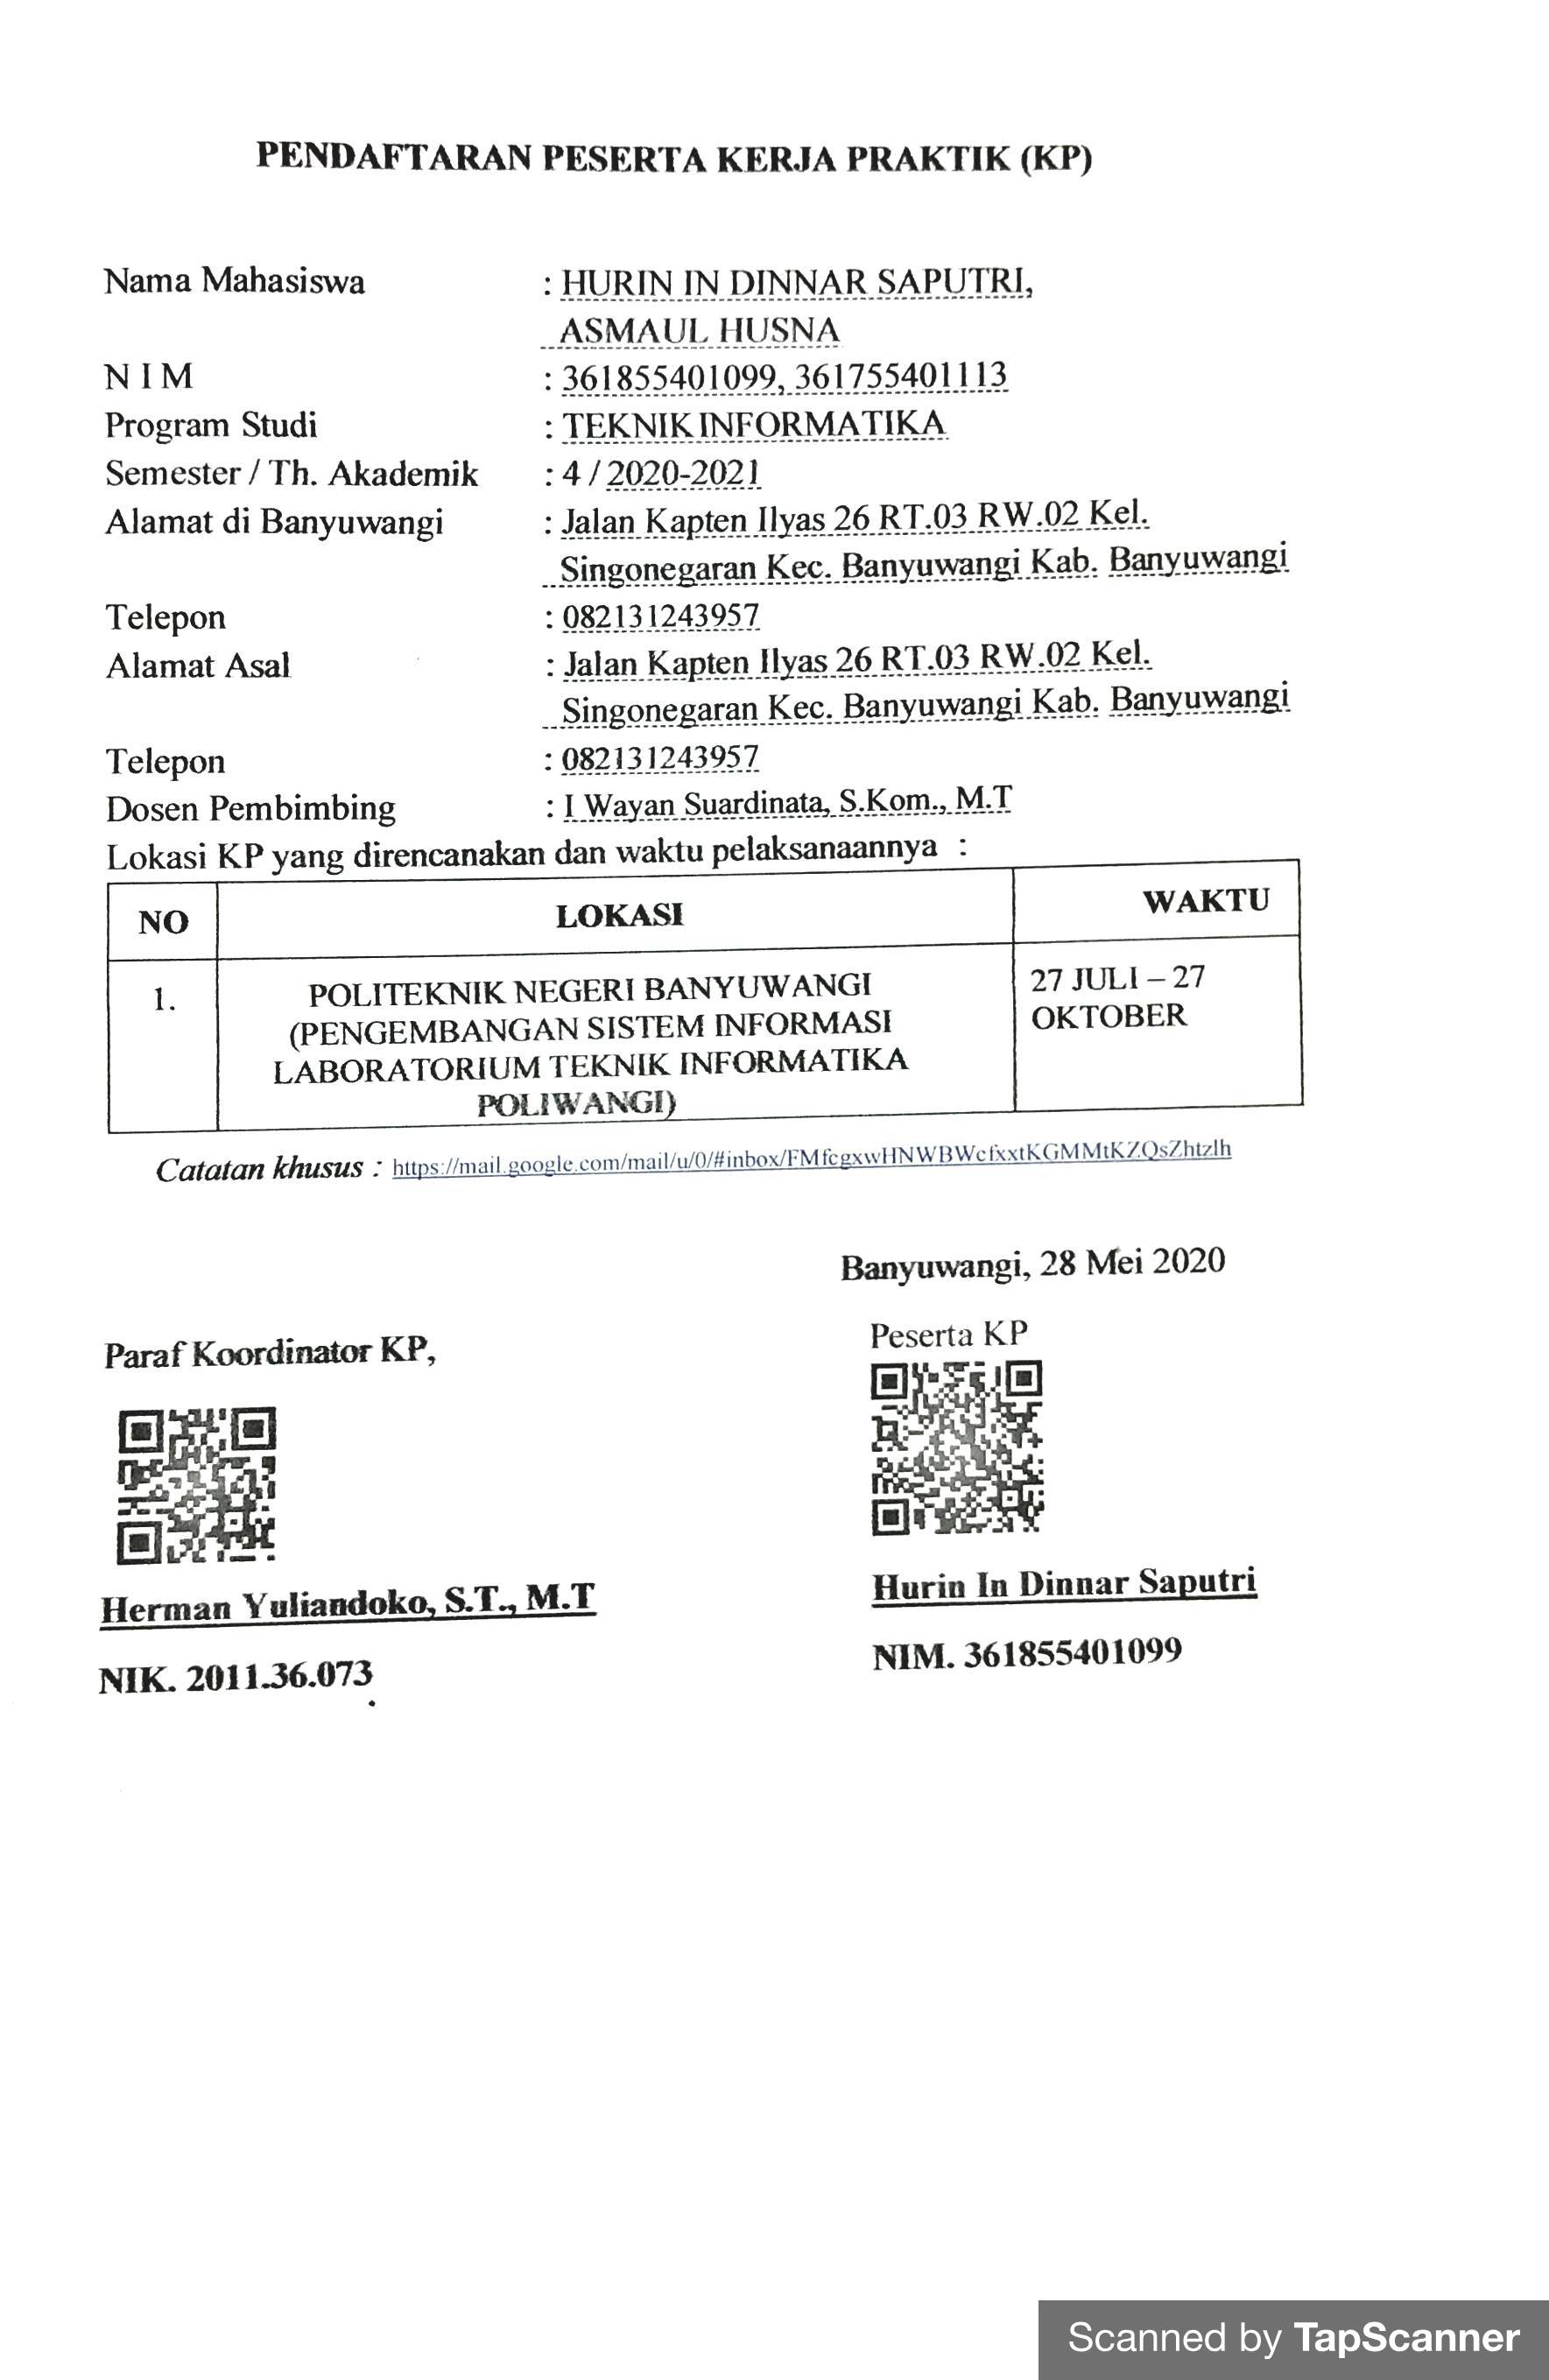 PENDAFTARAN PESERTA KERJA PRAKTIK (KP)
Nama Mahasiswa : HURIN IN DINNAR SAPUTRI,
ASMAUL HUSNA
N I M : 361855401099, 361755401113
Program Studi : TEKNIK INFORMATIKA
Semester / Th. Akademik : 4 / 2020-2021
Alamat di Banyuwangi : Jalan Kapten Ilyas 26 RT.03 RW.02 Kel.
Singonegaran Kec. Banyuwangi Kab. Banyuwangi
Telepon : 082131243957
Alamat Asal : Jalan Kapten Ilyas 26 RT.03 RW.02 Kel.
Singonegaran Kec. Banyuwangi Kab. Banyuwangi
Telepon : 082131243957
Dosen Pembimbing : I Wayan Suardinata, S.Kom., M.T
Lokasi KP yang direncanakan dan waktu pelaksanaannya :
NO LOKASI WAKTU
1. POLITEKNIK NEGERI BANYUWANGI 27 JULI – 27
(PENGEMBANGAN SISTEM INFORMASI OKTOBER
LABORATORIUM TEKNIK INFORMATIKA
POLIWANGI)
Catatan khusus : https://mail.google.com/mail/u/0/#inbox/FMfcgxwHNWBWcfxxtKGMMtKZQsZhtzlh
Banyuwangi, 28 Mei 2020
Paraf Koordinator KP, Peserta KP
Herman Yuliandoko, S.T., M.T Hurin In Dinnar Saputri
NIK. 2011.36.073 NIM. 361855401099
Scanned by TapScanner